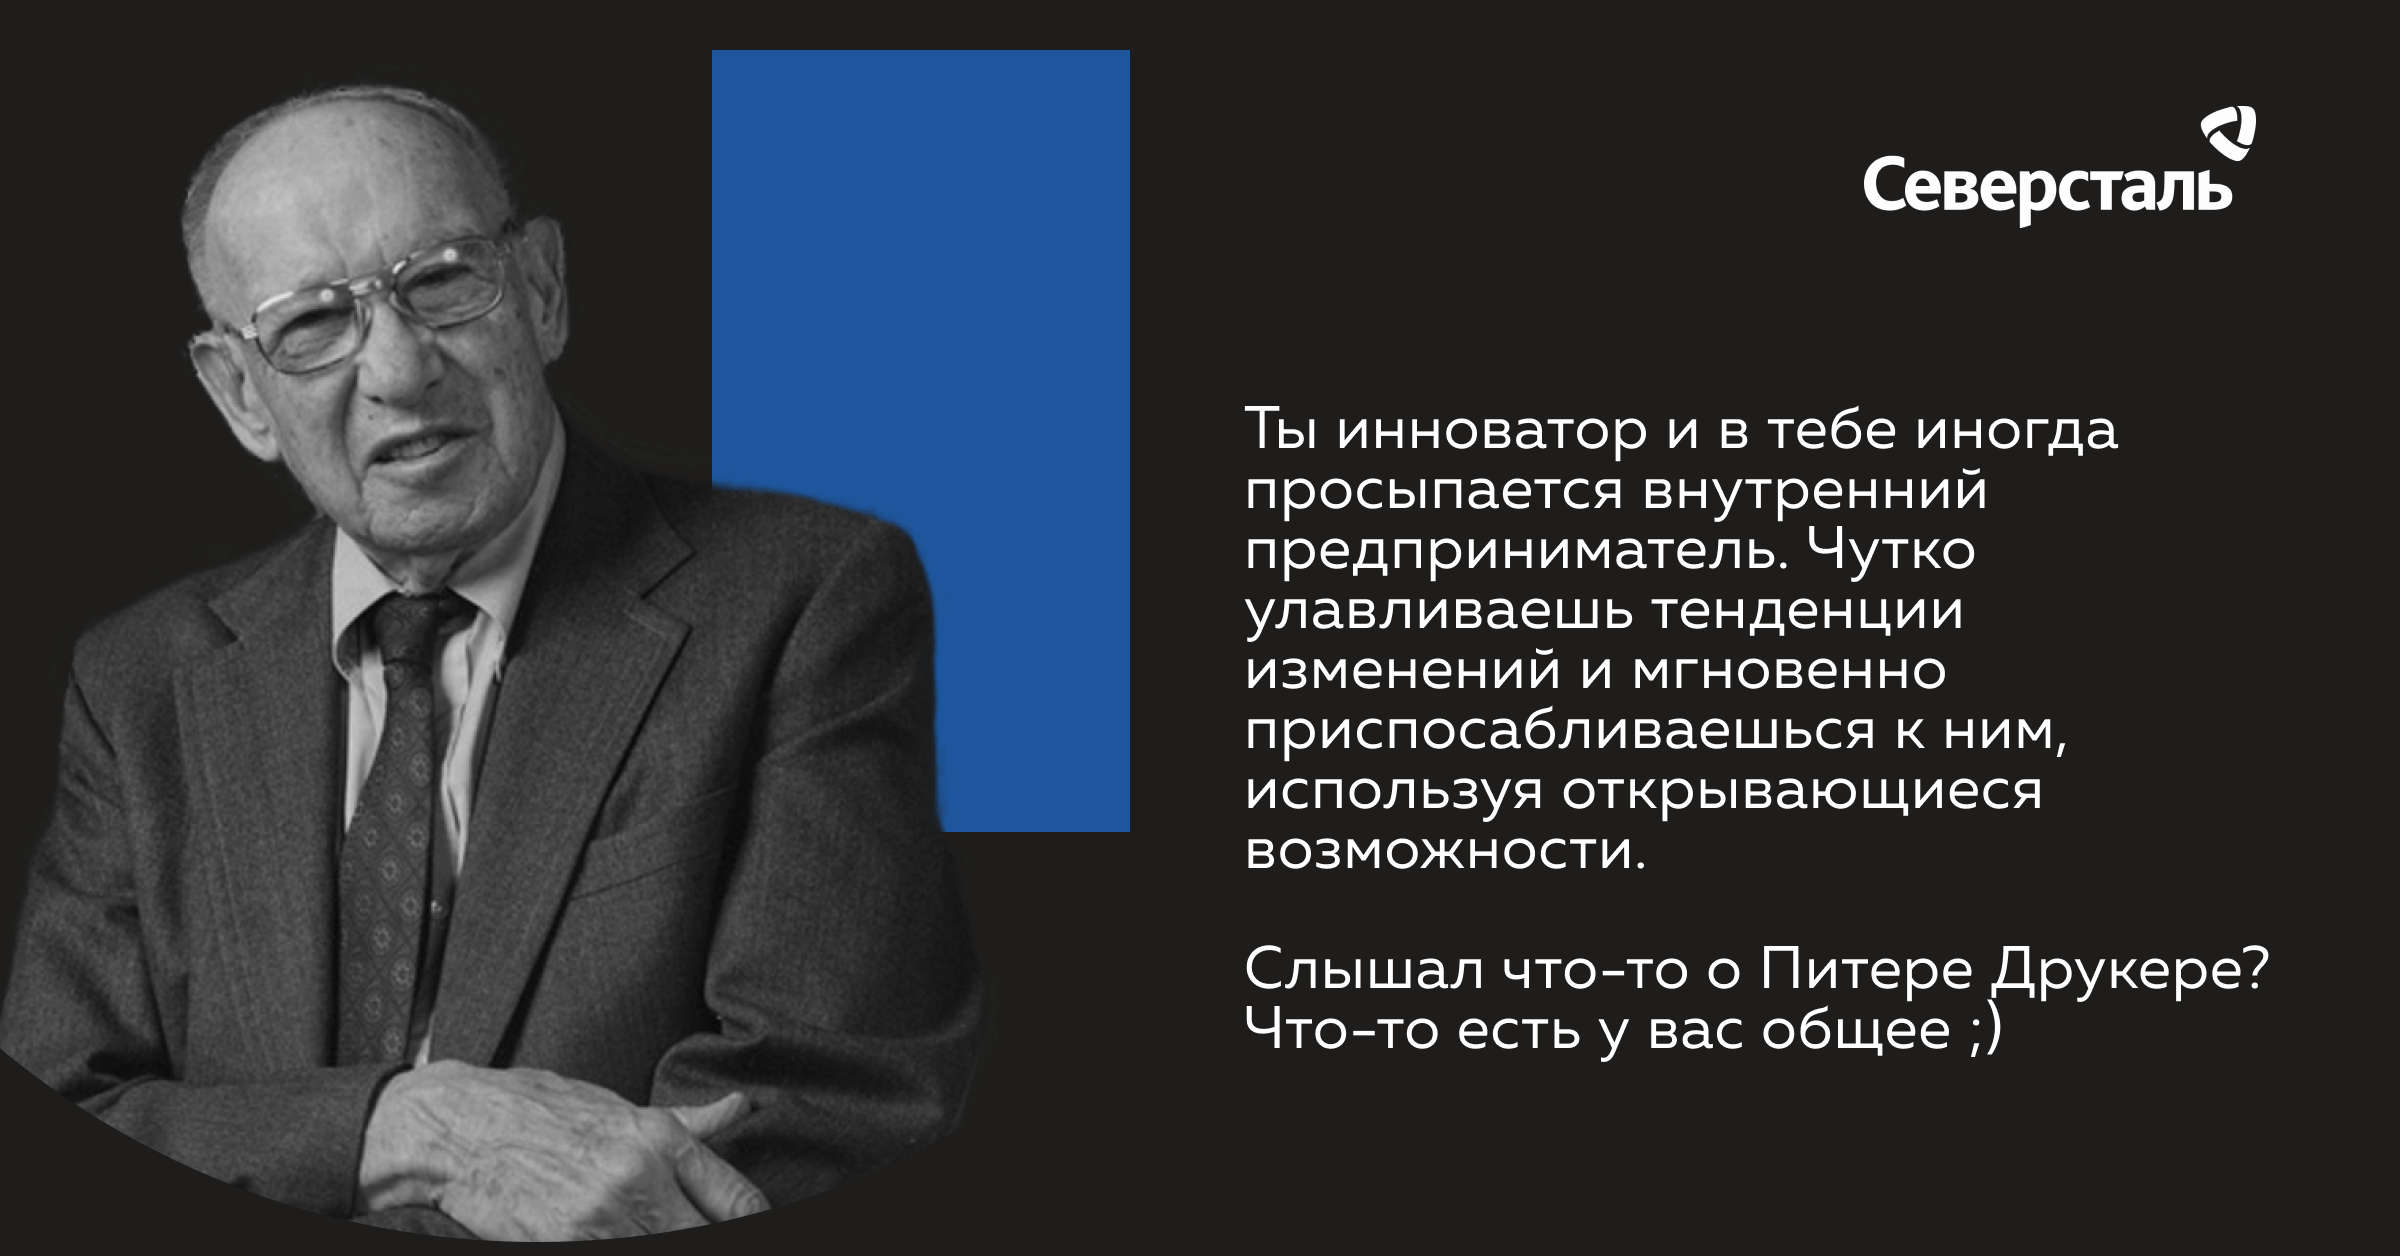 Северсталь
Ты инноватор и в тебе иногда
просыпается внутренний
предприниматель. Чутко
улавливаешь тенденции
изменений и мгновенно
приспосабливаешься к ним,
используя открывающиеся
возможности.
Слышал что-то о Питере Друкере?
Что-то есть у вас общее ;)